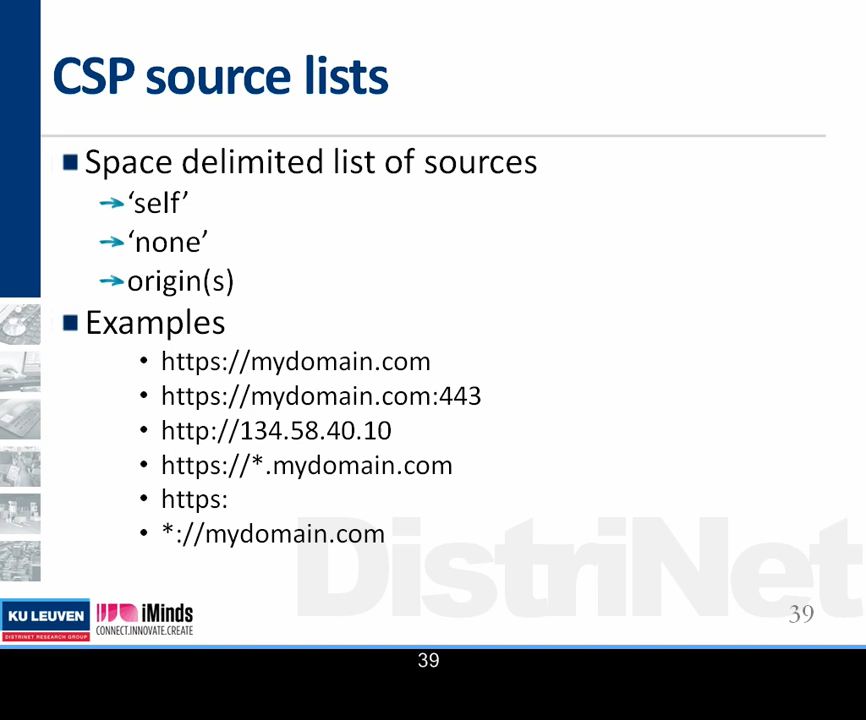 CSP source lists
Space delimited list of sources
‘self’
‘none’
origin(s)
Examples
• https://mydomain.com
• https://mydomain.com:443
• http://134.58.40.10
• https://*.mydomain.com
• https:
• *://mydomain.com
DistriNet
KU LEUVEN
DISTRINET RESEARCH GROUP
iMinds
CONNECT.INNOVATE.CREATE
39
39